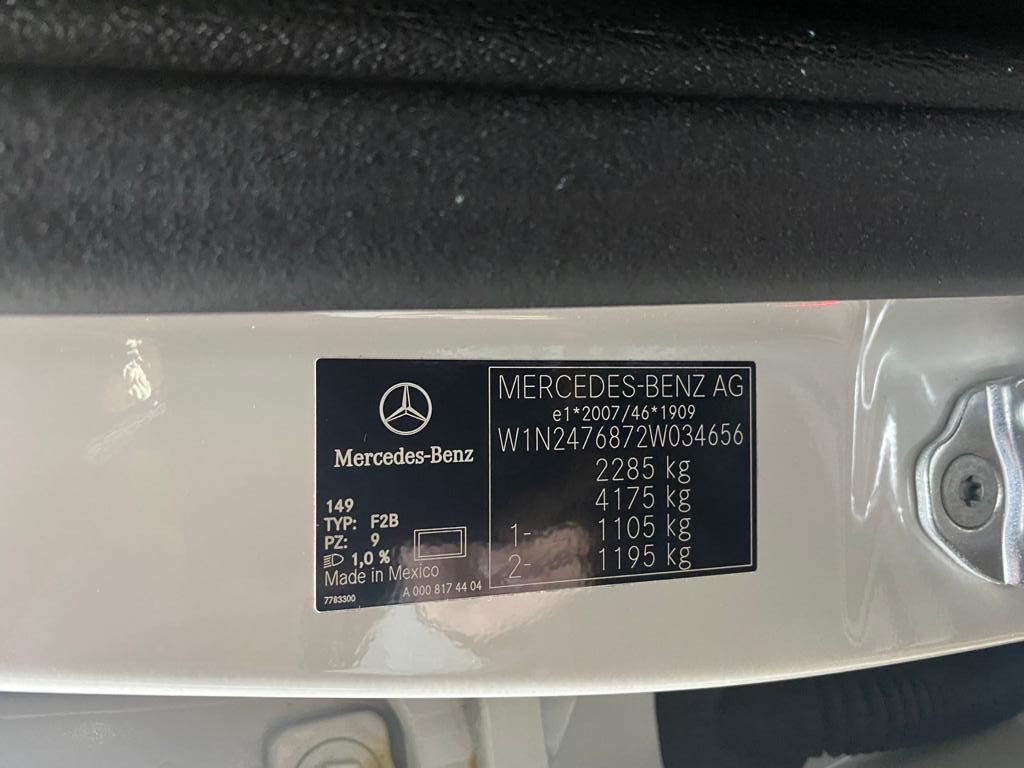 Mercedes-Benz
149
TYP: F2B
PZ: 9
1,0 %
Made in Mexico
7783300
A 000 817 44 04
MERCEDES-BENZ AG
e1*2007/46*1909
W1N2476872W034656
2285 kg
4175 kg
1- 1105 kg
2- 1195 kg